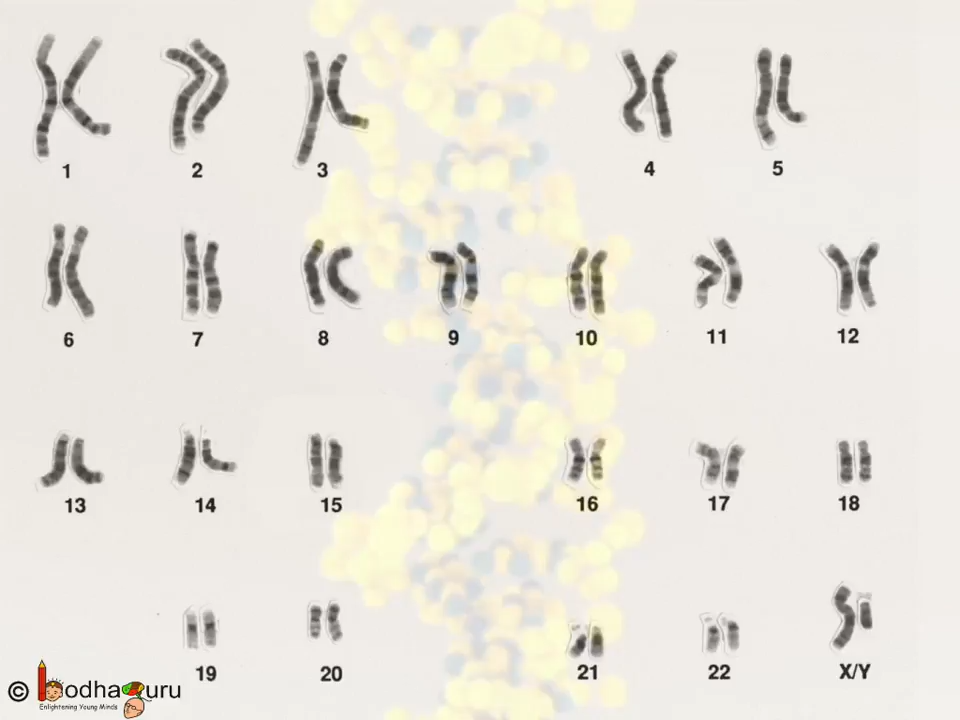 1 2 3 4 5
6 7 8 9 10 11 12
13 14 15 16 17 18
19 20 21 22 X/Y
© BodhaGuru
Enlightening Young Minds